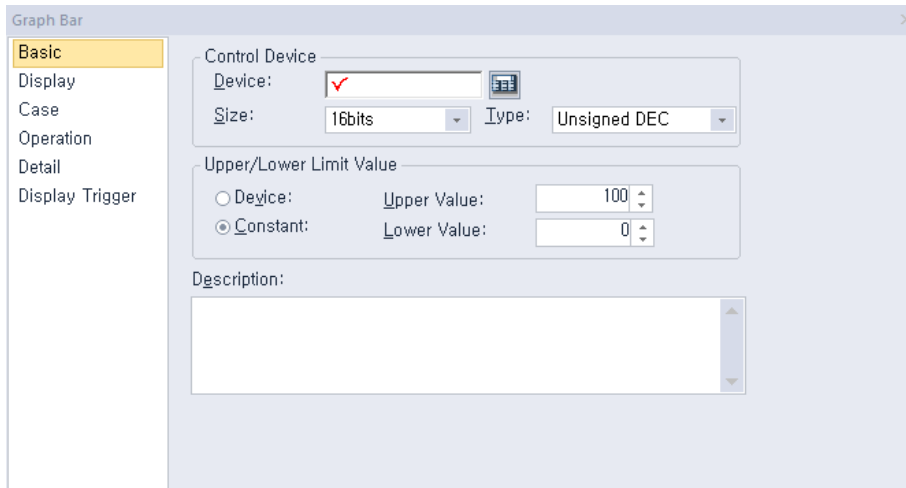 Graph Bar
Basic
Display
Case
Operation
Detail
Display Trigger
Control Device
Device:
Size: 16bits Type: Unsigned DEC
Upper/Lower Limit Value
Device: Upper Value: 100
Constant: Lower Value: 0
Description: